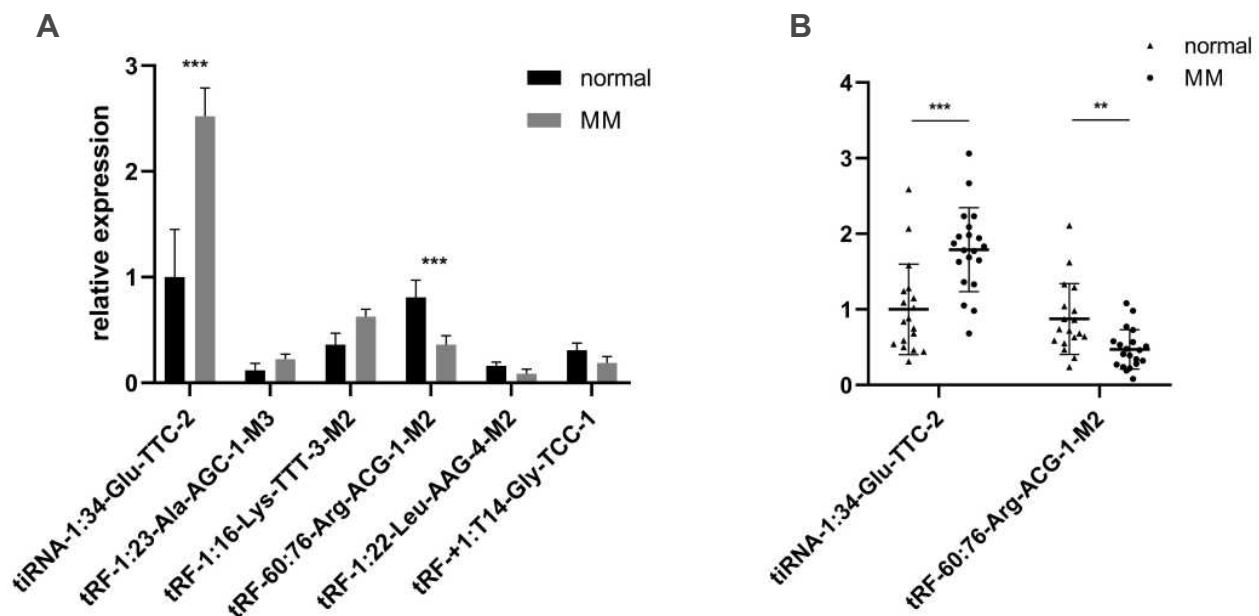 A
relative expression
3
2
1
0
***
***
normal
MM
tiRNA-1:34-Glu-TTC-2
tRF-1:23-Ala-AGC-1-M3
tRF-1:16-Lys-TTT-3-M2
tRF-60:76-Arg-ACG-1-M2
tRF-1:22-Leu-AAG-4-M2
tRF-+1:T14-Gly-TCC-1
B
normal
MM
4
3
2
1
0
***
**
tiRNA-1:34-Glu-TTC-2
tRF-60:76-Arg-ACG-1-M2